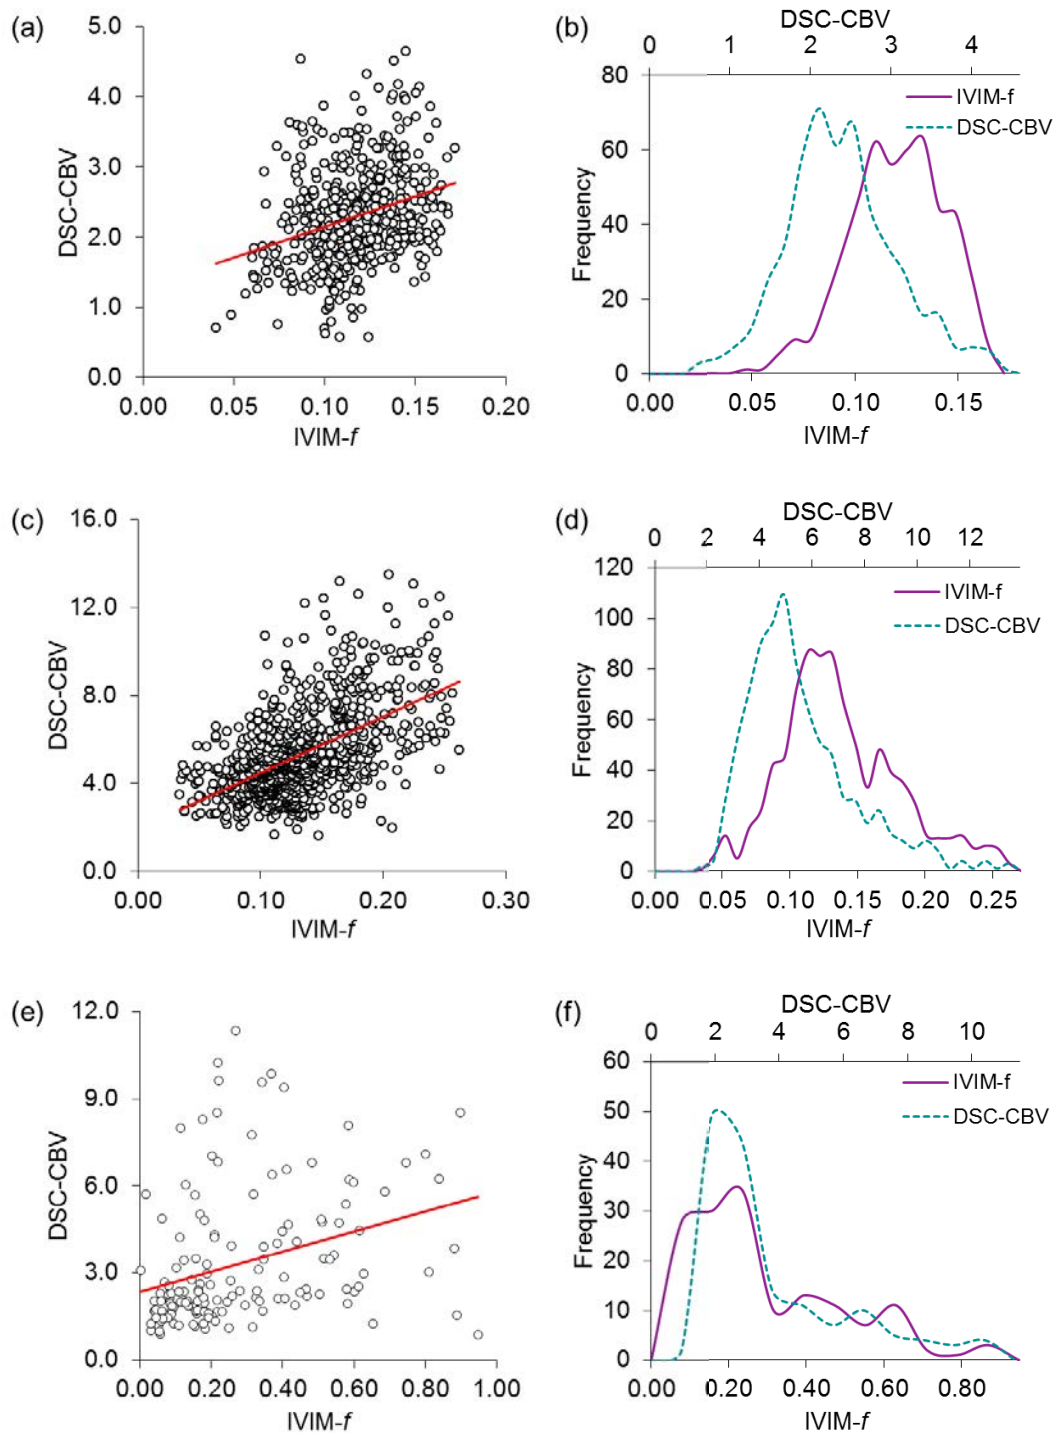 (a)
5.0
4.0
3.0
2.0
1.0
0.0
DSC-CBV
0.00 0.05 0.10 0.15 0.20
IVIM-f
(b)
DSC-CBV
0 1 2 3 4
80
60
40
20
0
Frequency
IVIM-f
DSC-CBV
0.00 0.05 0.10 0.15
IVIM-f
(c)
16.0
12.0
8.0
4.0
0.0
DSC-CBV
0.00 0.10 0.20 0.30
IVIM-f
(d)
DSC-CBV
0 2 4 6 8 10 12
120
100
80
60
40
20
0
Frequency
IVIM-f
DSC-CBV
0.00 0.05 0.10 0.15 0.20 0.25
IVIM-f
(e)
12.0
9.0
6.0
3.0
0.0
DSC-CBV
0.00 0.20 0.40 0.60 0.80 1.00
IVIM-f
(f)
DSC-CBV
0 2 4 6 8 10
60
50
40
30
20
10
0
Frequency
IVIM-f
DSC-CBV
0.00 0.20 0.40 0.60 0.80
IVIM-f